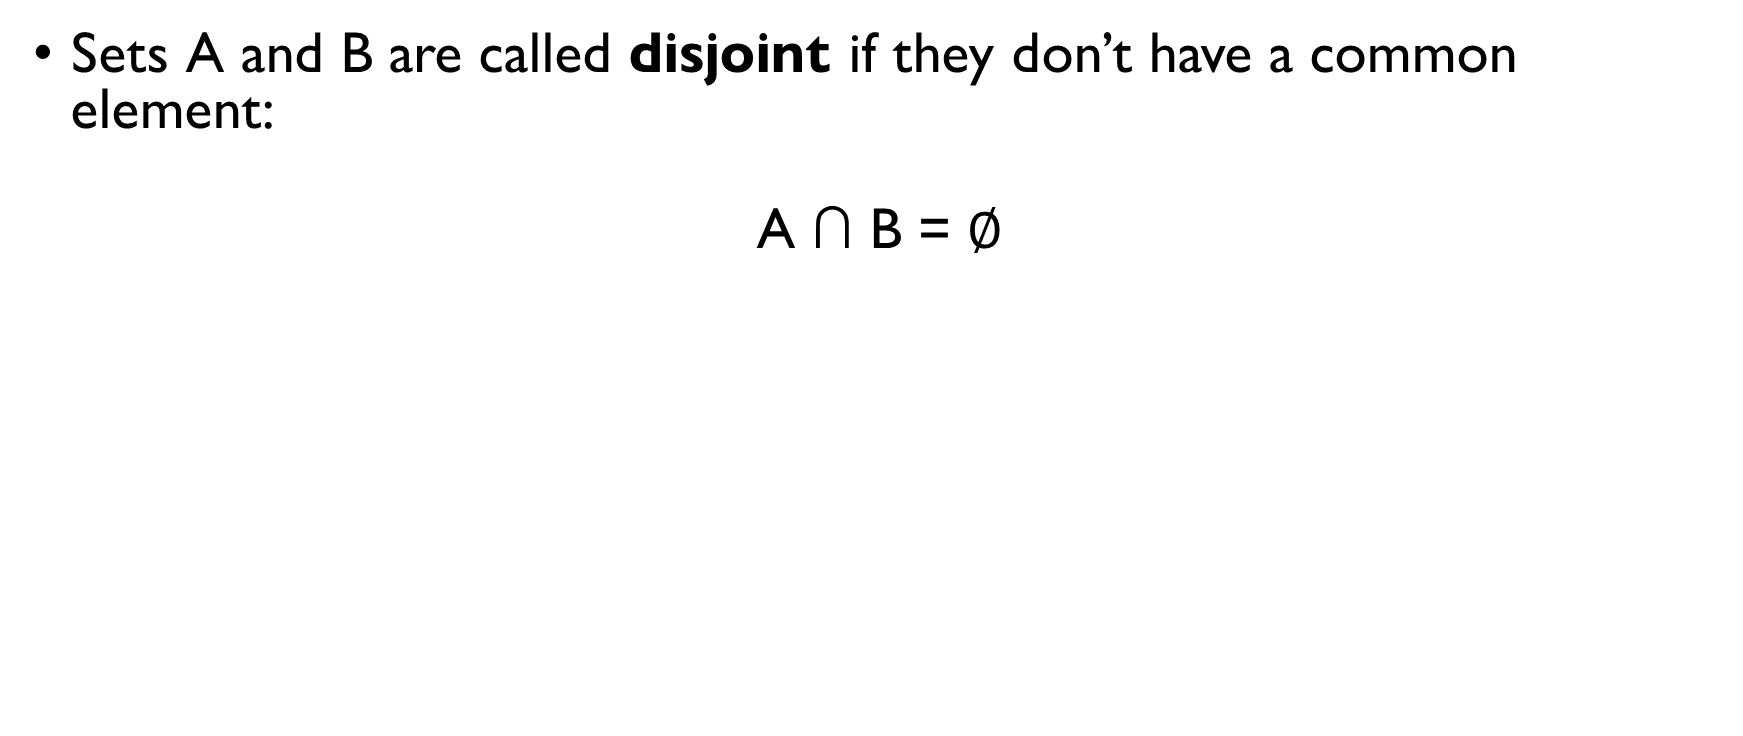 • Sets A and B are called disjoint if they don’t have a common
element:
A ∩ B = ∅